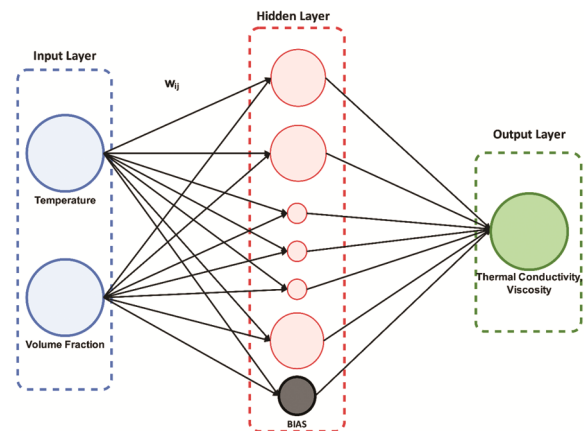 Hidden Layer
Input Layer
wij
Output Layer
Temperature
Thermal Conductivity,
Viscosity
Volume Fraction
BIAS